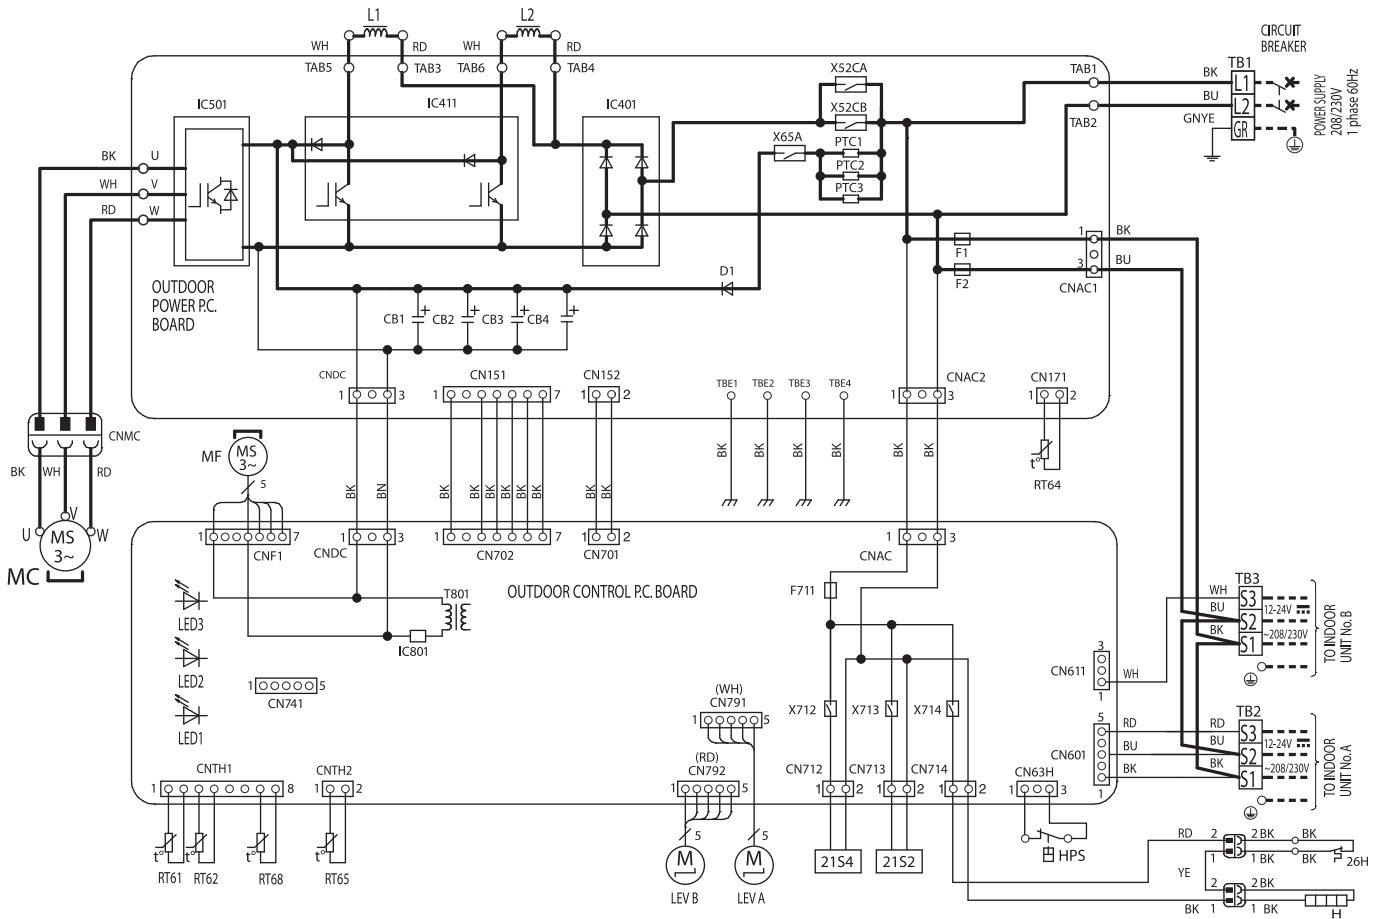 L1 L2
CIRCUIT
BREAKER
WH RD WH RD
TAB5 TAB3 TAB6 TAB4
X52CA
TAB1
BK
TB1
L1
IC501
IC411
IC401
X52CB
BU
L2
POWER SUPPLY
208/230V
1 phase 60Hz
TAB2
GNYE
GR
X65A
PTC1
PTC2
PTC3
BK U
WH V
RD W
1 BK
F1
3 BU
F2
CNAC1
D1
OUTDOOR
POWER P.C.
BOARD
CB1 + CB2 + CB3 + CB4 +
CNDC
1 3
CN151
1 7
CN152
1 2
TBE1 TBE2 TBE3 TBE4
CNAC2
1 3
CN171
1 2
CNMC
BK WH RD
MF
MS
3~
5
BK BN BK BK BK BK BK BK BK BK BK BK BK BK BK BK
t°
RT64
U V W
MS
3~
MC
1 7
CNF1
1 3
CNDC
1 7
CN702
1 2
CN701
1 3
CNAC
OUTDOOR CONTROL P.C. BOARD
T801
F711
IC801
LED3
LED2
LED1
1 5
CN741
TB3
WH S3
BU 12-24V
S2
BK ~208/230V
S1
TO INDOOR
UNIT No.B
3
CN611
WH
1
(WH)
CN791
1 5
X712 X713 X714
TB2
5
RD RD S3
BU BU 12-24V
CN601 S2
BK BK ~208/230V
S1
1
TO INDOOR
UNIT No.A
(RD)
CN792
1 5
CNTH1
1 8
CNTH2
1 2
CN712 CN713 CN714
1 2 1 2 1 2
CN63H
1 3
5 5
t° t° t° t°
RT61 RT62 RT68 RT65
M M
LEV B LEV A
21S4 21S2
HPS
RD 2 2 BK BK
1 1 BK BK 26H
YE
2 2 BK
BK 1 1 BK H